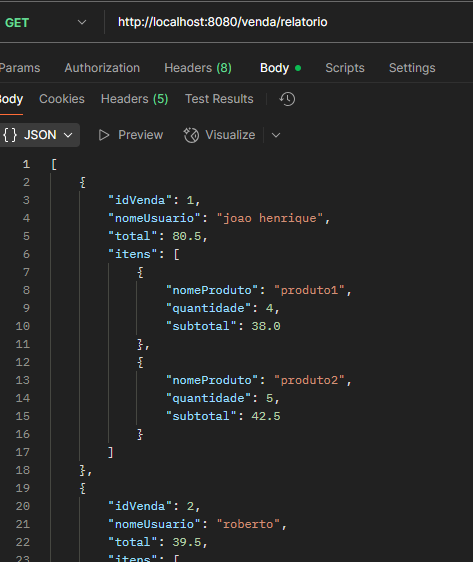 GET http://localhost:8080/venda/relatorio
Params Authorization Headers (8) Body Scripts Settings
Body Cookies Headers (5) Test Results
{} JSON Preview Visualize
1 [
2 {
3 "idVenda": 1,
4 "nomeUsuario": "joao henrique",
5 "total": 80.5,
6 "itens": [
7 {
8 "nomeProduto": "produto1",
9 "quantidade": 4,
10 "subtotal": 38.0
11 },
12 {
13 "nomeProduto": "produto2",
14 "quantidade": 5,
15 "subtotal": 42.5
16 }
17 ]
18 },
19 {
20 "idVenda": 2,
21 "nomeUsuario": "roberto",
22 "total": 39.5,
23 "itens": [